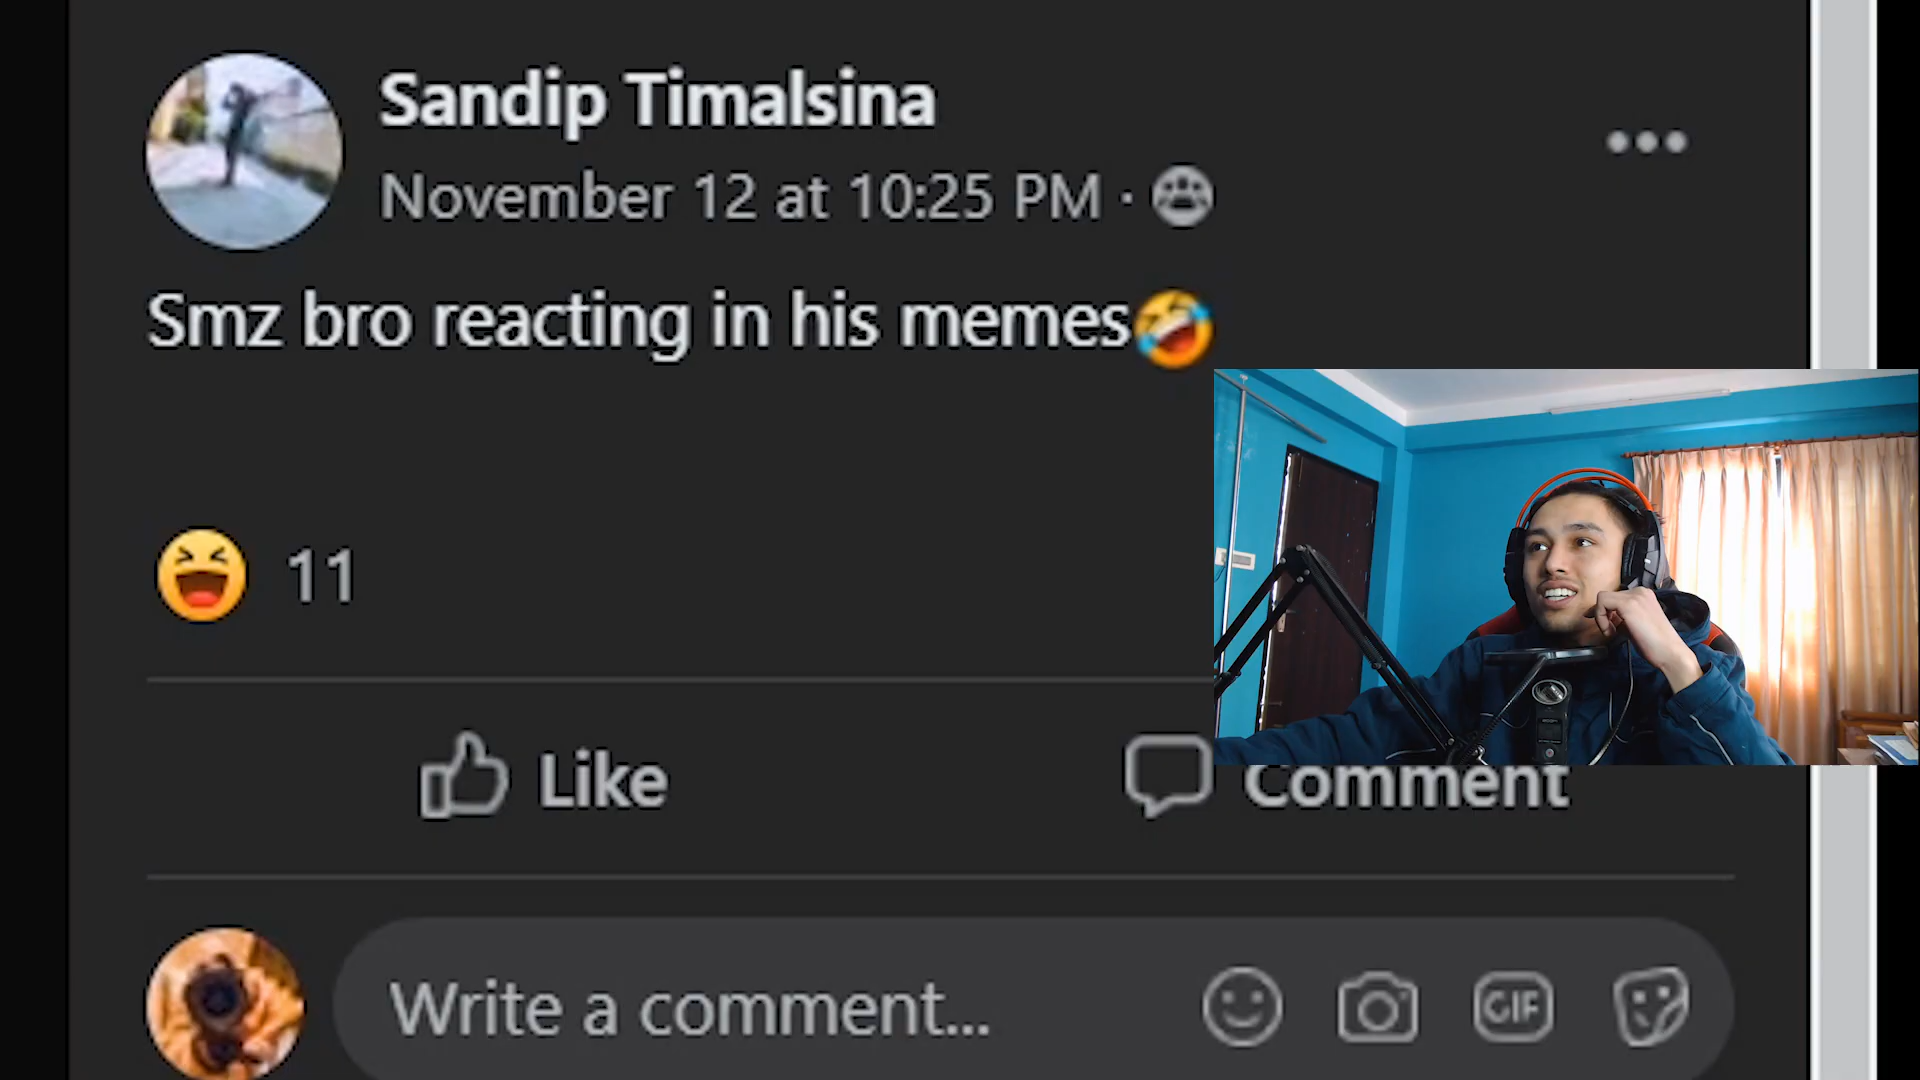 Sandip Timalsina
November 12 at 10:25 PM ·
Smz bro reacting in his memes🤣
11
Like
Comment
Write a comment...
GIF